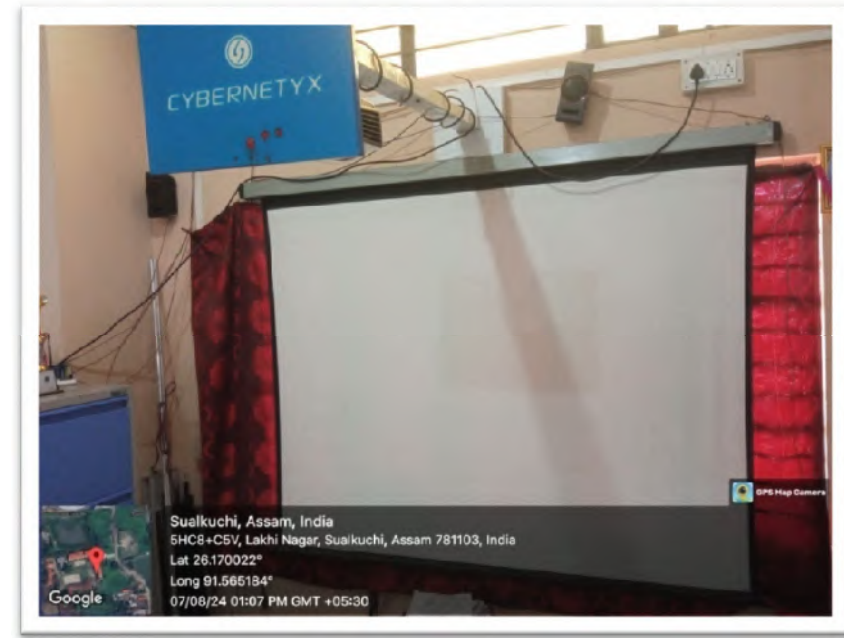 CYBERNETYX
GPS Map Camera
Sualkuchi, Assam, India
5HC8+C5V, Lakhi Nagar, Sualkuchi, Assam 781103, India
Lat 26.170022°
Long 91.565184°
07/08/24 01:07 PM GMT +05:30
Google